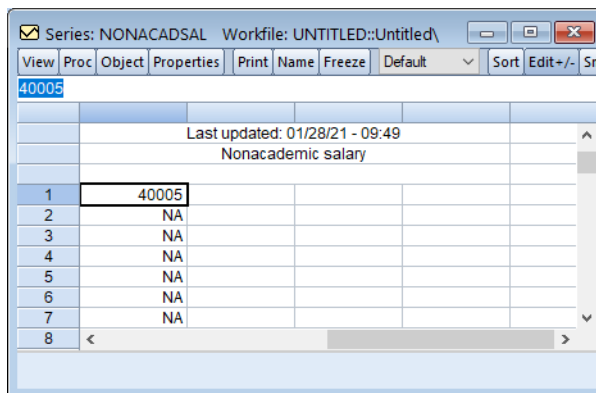 Series: NONACADSAL Workfile: UNTITLED::Untitled\
View Proc Object Properties Print Name Freeze Default Sort Edit+/-
40005
Last updated: 01/28/21 - 09:49
Nonacademic salary
1 40005
2 NA
3 NA
4 NA
5 NA
6 NA
7 NA
8